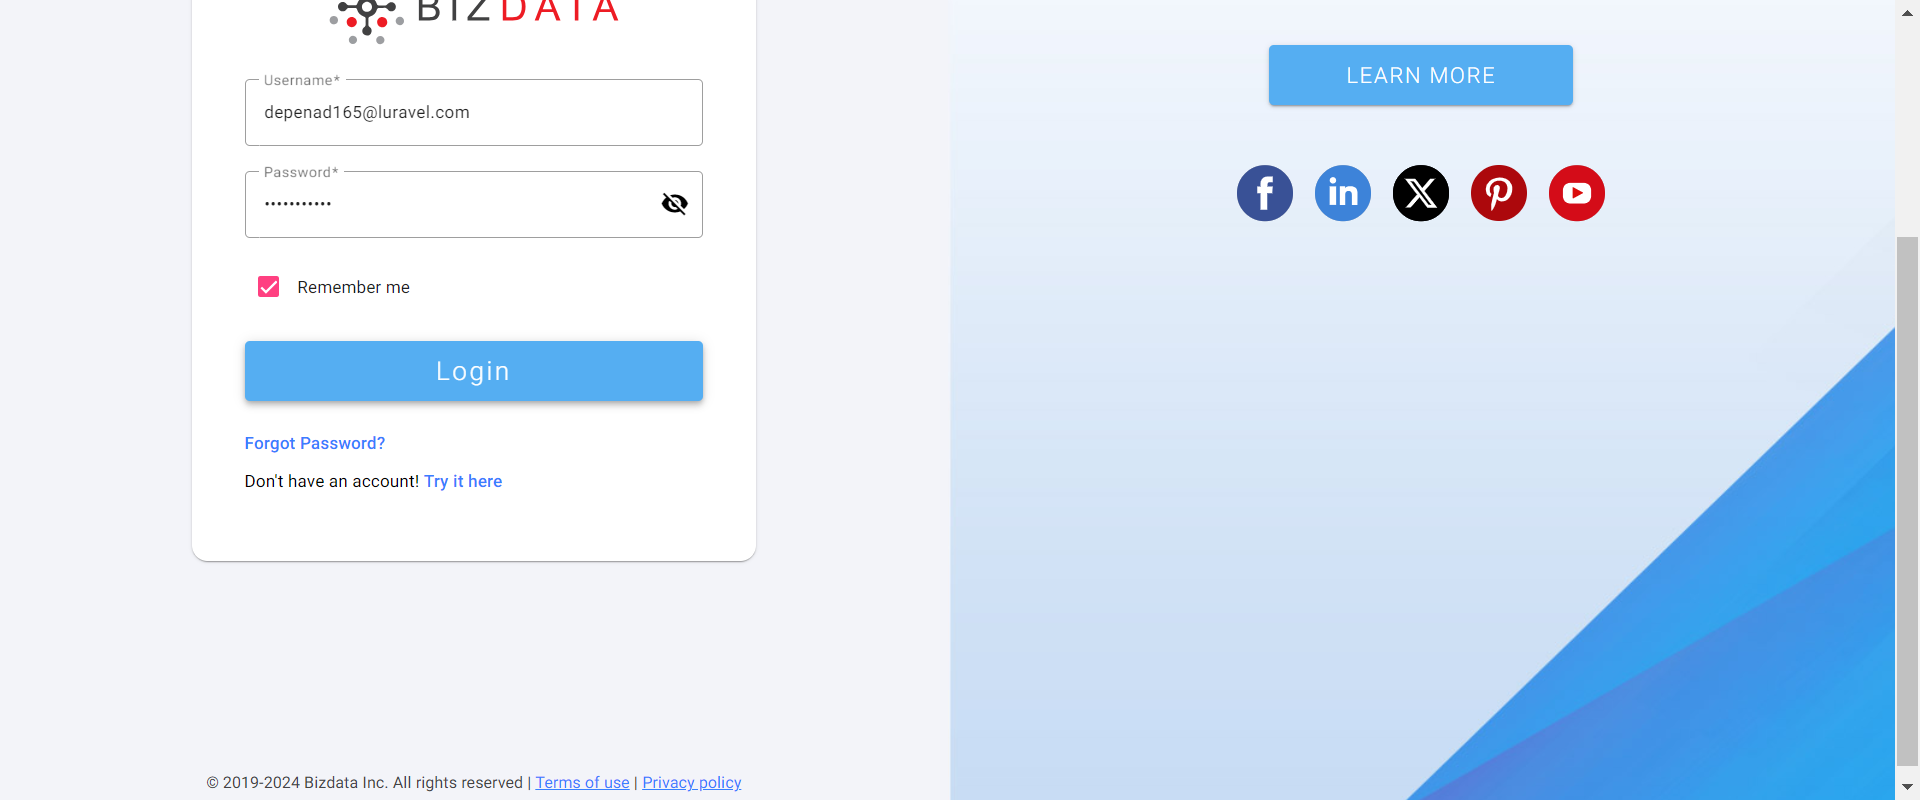 BIZDATA
Username*
depenad165@luravel.com
Password*
•••••••••••
Remember me
Login
Forgot Password?
Don't have an account! Try it here
© 2019-2024 Bizdata Inc. All rights reserved | Terms of use | Privacy policy
LEARN MORE